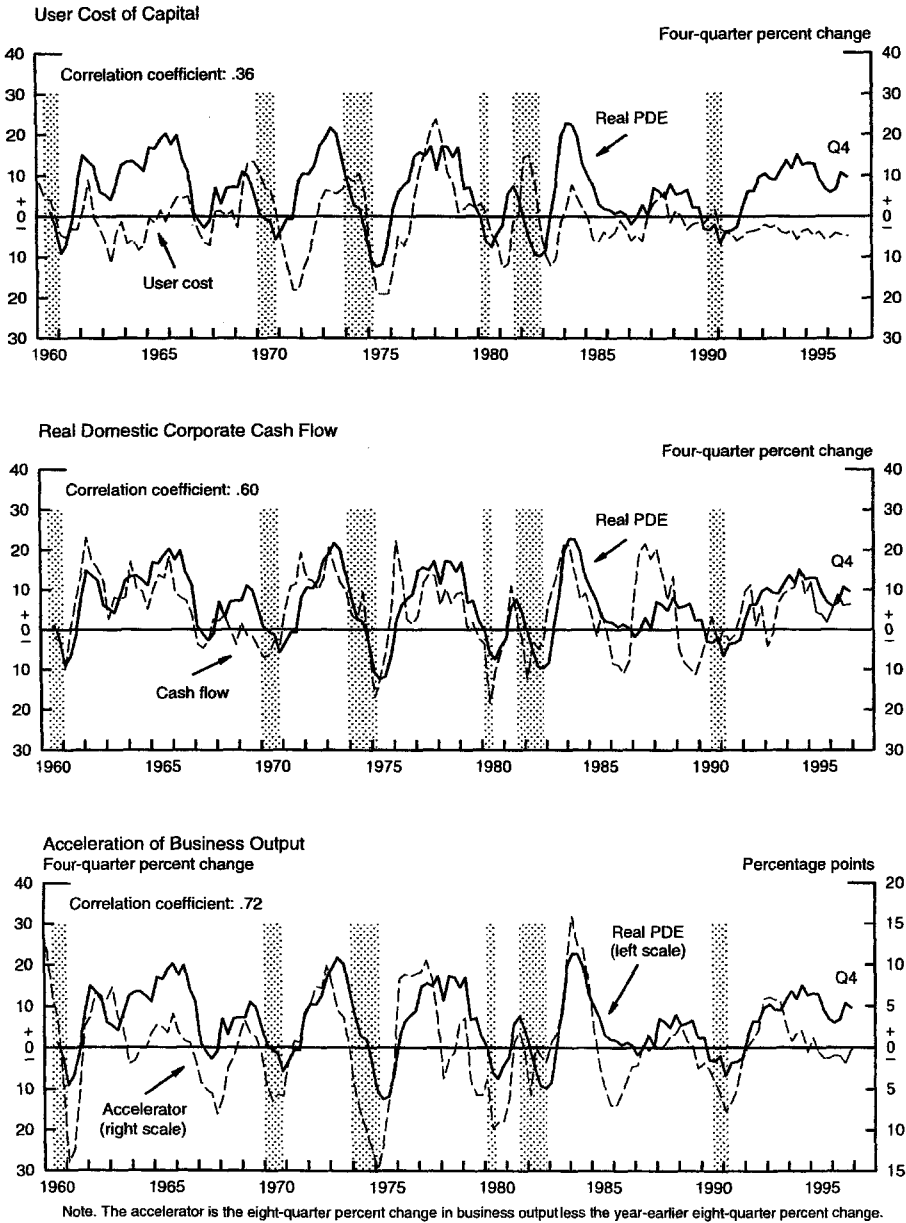 User Cost of Capital
Four-quarter percent change
40 40
Correlation coefficient: .36
30 30
Real PDE
20 20
Q4
10 10
+ +
0 0
– –
10 10
User cost
20 20
30 30
1960 1965 1970 1975 1980 1985 1990 1995
Real Domestic Corporate Cash Flow
Four-quarter percent change
40 40
Correlation coefficient: .60
30 30
Real PDE
20 20
Q4
10 10
+ +
0 0
– –
10 10
Cash flow
20 20
30 30
1960 1965 1970 1975 1980 1985 1990 1995
Acceleration of Business Output
Four-quarter percent change Percentage points
40 20
Correlation coefficient: .72
30 15
Real PDE
(left scale)
20 10
Q4
10 5
+ +
0 0
– –
10 5
Accelerator
(right scale)
20 10
30 15
1960 1965 1970 1975 1980 1985 1990 1995
Note. The accelerator is the eight-quarter percent change in business output less the year-earlier eight-quarter percent change.